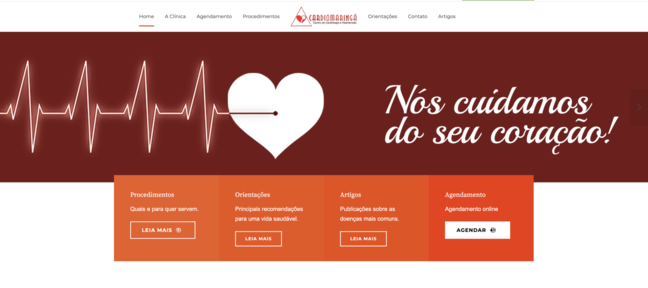 Home A Clínica Agendamento Procedimentos CARDIOMARINGÁ Orientações Contato Artigos
Centro de Cardiologia e Hipertensão
Nós cuidamos
do seu coração!
Procedimentos
Quais e para quer servem.
LEIA MAIS
Orientações
Principais recomendações
para uma vida saudável.
LEIA MAIS
Artigos
Publicações sobre as
doenças mais comuns.
LEIA MAIS
Agendamento
Agendamento online
AGENDAR